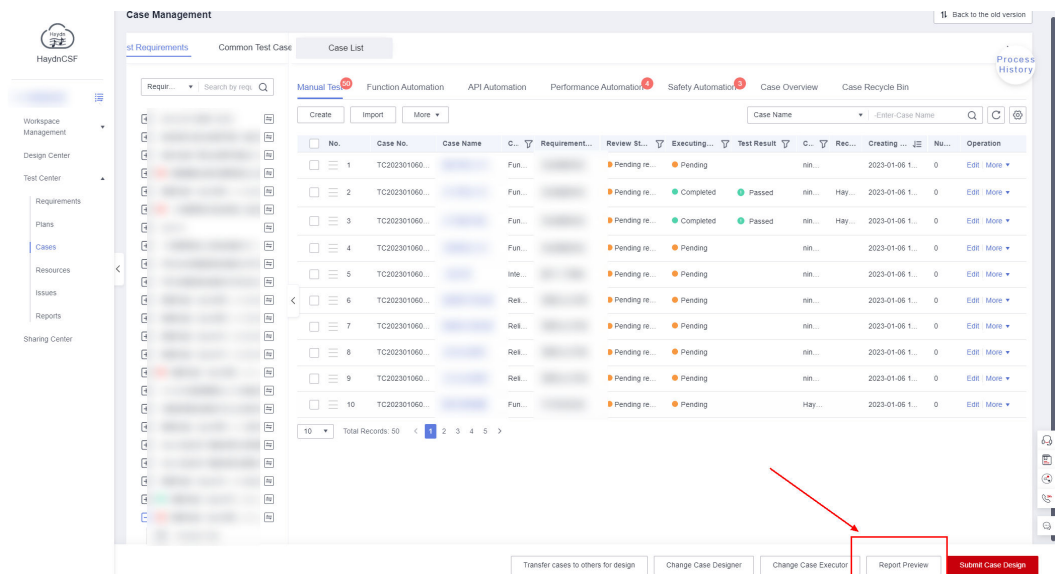 Case Management
Back to the old version
Haydn
HaydnCSF
st Requirements Common Test Case Case List
Process
History
Requir... Search by requ
Manual Test 50 Function Automation API Automation Performance Automation 4 Safety Automation 3 Case Overview Case Recycle Bin
Workspace
Management
Design Center
Test Center
Requirements
Plans
Cases
Resources
Issues
Reports
Sharing Center
Create Import More Case Name -Enter-Case Name
No. Case No. Case Name C... Requirement... Review St... Executing... Test Result C... Rec... Creating ... Nu... Operation
1 TC202301060... Fun... Pending re... Pending nin... 2023-01-06 1... 0 Edit More
2 TC202301060... Fun... Pending re... Completed Passed nin... Hay... 2023-01-06 1... 0 Edit More
3 TC202301060... Fun... Pending re... Completed Passed nin... Hay... 2023-01-06 1... 0 Edit More
4 TC202301060... Fun... Pending re... Pending nin... 2023-01-06 1... 0 Edit More
5 TC202301060... Inte... Pending re... Pending nin... 2023-01-06 1... 0 Edit More
6 TC202301060... Reli... Pending re... Pending nin... 2023-01-06 1... 0 Edit More
7 TC202301060... Reli... Pending re... Pending nin... 2023-01-06 1... 0 Edit More
8 TC202301060... Reli... Pending re... Pending nin... 2023-01-06 1... 0 Edit More
9 TC202301060... Reli... Pending re... Pending nin... 2023-01-06 1... 0 Edit More
10 TC202301060... Fun... Pending re... Pending Hay... 2023-01-06 1... 0 Edit More
10 Total Records: 50 < 1 2 3 4 5 >
Transfer cases to others for design Change Case Designer Change Case Executor Report Preview Submit Case Design